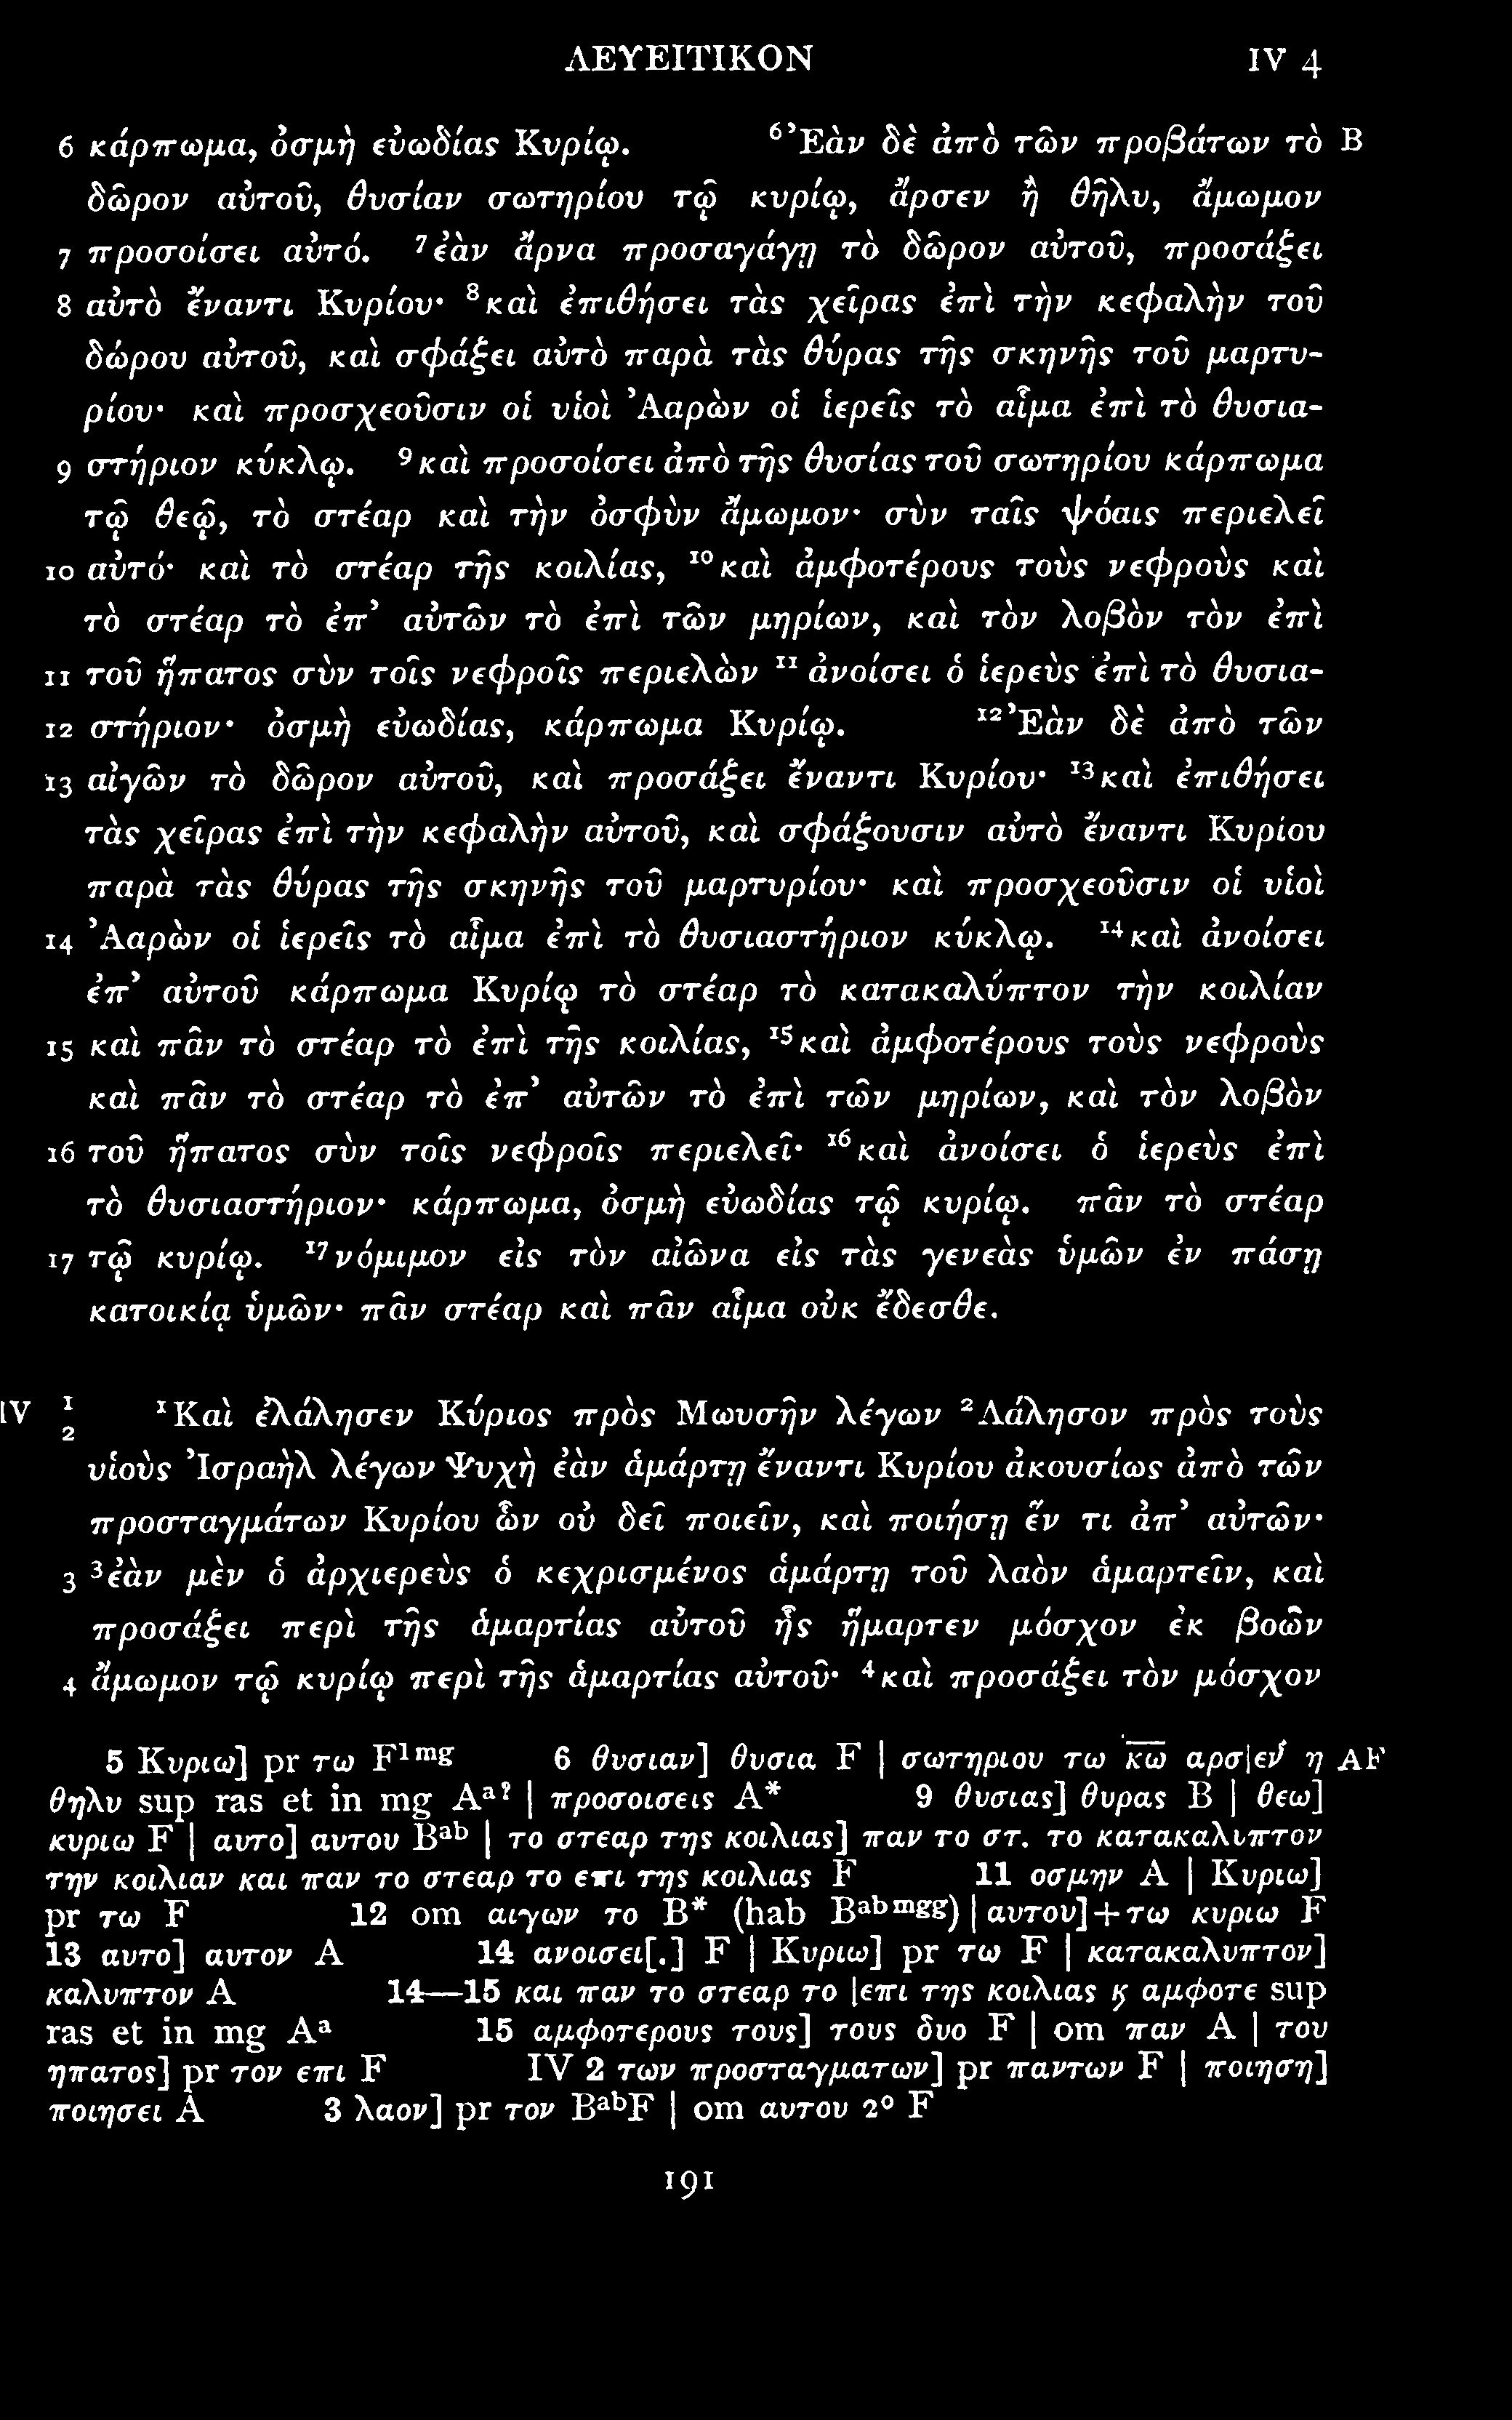 ΛΕΥΕΙΤΙΚΟΝ IV 4
6 κάρπωμα, ὀσμὴ εὐωδίας Κυρίῳ. ⁶Ἐὰν δὲ ἀπὸ τῶν προβάτων τὸ B
δῶρον αὐτοῦ, θυσίαν σωτηρίου τῷ κυρίῳ, ἄρσεν ἢ θῆλυ, ἄμωμον
7 προσοίσει αὐτό. ⁷ἐὰν ἄρνα προσαγάγῃ τὸ δῶρον αὐτοῦ, προσάξει
8 αὐτὸ ἔναντι Κυρίου· ⁸καὶ ἐπιθήσει τὰς χεῖρας ἐπὶ τὴν κεφαλὴν τοῦ
δώρου αὐτοῦ, καὶ σφάξει αὐτὸ παρὰ τὰς θύρας τῆς σκηνῆς τοῦ μαρτυ-
ρίου· καὶ προσχεοῦσιν οἱ υἱοὶ Ἀαρὼν οἱ ἱερεῖς τὸ αἷμα ἐπὶ τὸ θυσια-
9 στήριον κύκλῳ. ⁹καὶ προσοίσει ἀπὸ τῆς θυσίας τοῦ σωτηρίου κάρπωμα
τῷ θεῷ, τὸ στέαρ καὶ τὴν ὀσφὺν ἄμωμον· σὺν ταῖς ψόαις περιελεῖ
10 αὐτό· καὶ τὸ στέαρ τῆς κοιλίας, ¹⁰καὶ ἀμφοτέρους τοὺς νεφροὺς καὶ
τὸ στέαρ τὸ ἐπ’ αὐτῶν τὸ ἐπὶ τῶν μηρίων, καὶ τὸν λοβὸν τὸν ἐπὶ
11 τοῦ ἥπατος σὺν τοῖς νεφροῖς περιελὼν ¹¹ἀνοίσει ὁ ἱερεὺς ἐπὶ τὸ θυσια-
12 στήριον· ὀσμὴ εὐωδίας, κάρπωμα Κυρίῳ. ¹²Ἐὰν δὲ ἀπὸ τῶν
13 αἰγῶν τὸ δῶρον αὐτοῦ, καὶ προσάξει ἔναντι Κυρίου· ¹³καὶ ἐπιθήσει
τὰς χεῖρας ἐπὶ τὴν κεφαλὴν αὐτοῦ, καὶ σφάξουσιν αὐτὸ ἔναντι Κυρίου
παρὰ τὰς θύρας τῆς σκηνῆς τοῦ μαρτυρίου· καὶ προσχεοῦσιν οἱ υἱοὶ
14 Ἀαρὼν οἱ ἱερεῖς τὸ αἷμα ἐπὶ τὸ θυσιαστήριον κύκλῳ. ¹⁴καὶ ἀνοίσει
ἐπ’ αὐτοῦ κάρπωμα Κυρίῳ τὸ στέαρ τὸ κατακαλύπτον τὴν κοιλίαν
15 καὶ πᾶν τὸ στέαρ τὸ ἐπὶ τῆς κοιλίας, ¹⁵καὶ ἀμφοτέρους τοὺς νεφροὺς
καὶ πᾶν τὸ στέαρ τὸ ἐπ’ αὐτῶν τὸ ἐπὶ τῶν μηρίων, καὶ τὸν λοβὸν
16 τοῦ ἥπατος σὺν τοῖς νεφροῖς περιελεῖ· ¹⁶καὶ ἀνοίσει ὁ ἱερεὺς ἐπὶ
τὸ θυσιαστήριον· κάρπωμα, ὀσμὴ εὐωδίας τῷ κυρίῳ. πᾶν τὸ στέαρ
17 τῷ κυρίῳ. ¹⁷νόμιμον εἰς τὸν αἰῶνα εἰς τὰς γενεὰς ὑμῶν ἐν πάσῃ
κατοικίᾳ ὑμῶν· πᾶν στέαρ καὶ πᾶν αἷμα οὐκ ἔδεσθε.
IV 1 2 ¹Καὶ ἐλάλησεν Κύριος πρὸς Μωυσῆν λέγων ²Λάλησον πρὸς τοὺς
υἱοὺς Ἰσραὴλ λέγων Ψυχὴ ἐὰν ἁμάρτῃ ἔναντι Κυρίου ἀκουσίως ἀπὸ τῶν
προσταγμάτων Κυρίου ὧν οὐ δεῖ ποιεῖν, καὶ ποιήσῃ ἕν τι ἀπ’ αὐτῶν·
3 ³ἐὰν μὲν ὁ ἀρχιερεὺς ὁ κεχρισμένος ἁμάρτῃ τοῦ λαὸν ἁμαρτεῖν, καὶ
προσάξει περὶ τῆς ἁμαρτίας αὐτοῦ ἧς ἥμαρτεν μόσχον ἐκ βοῶν
4 ἄμωμον τῷ κυρίῳ περὶ τῆς ἁμαρτίας αὐτοῦ· ⁴καὶ προσάξει τὸν μόσχον
5 Κυριω] pr τω F¹ᵐᵍ 6 θυσιαν] θυσια F | σωτηριου τω κ̅ω̅ αρσ|εν̅ η AF
θηλυ sup ras et in mg Aᵃ? | προσοισεις A* 9 θυσιας] θυρας B | θεω]
κυριω F | αυτο] αυτου Bᵃᵇ | το στεαρ της κοιλιας] παν το στ. το κατακαλυπτον
την κοιλιαν και παν το στεαρ το επι της κοιλιας F 11 οσμην A | Κυριω]
pr τω F 12 om αιγων το B* (hab Bᵃᵇᵐᵍᵍ) | αυτου]+τω κυριω F
13 αυτο] αυτον A 14 ανοισει[.] F | Κυριω] pr τω F | κατακαλυπτον]
καλυπτον A 14—15 και παν το στεαρ το |επι της κοιλιας ϗ αμφοτε sup
ras et in mg Aᵃ 15 αμφοτερους τους] τους δυο F | om παν A | του
ηπατος] pr τον επι F IV 2 των προσταγματων] pr παντων F | ποιηση]
ποιησει A 3 λαον] pr τον BᵃᵇF | om αυτου 2º F
191